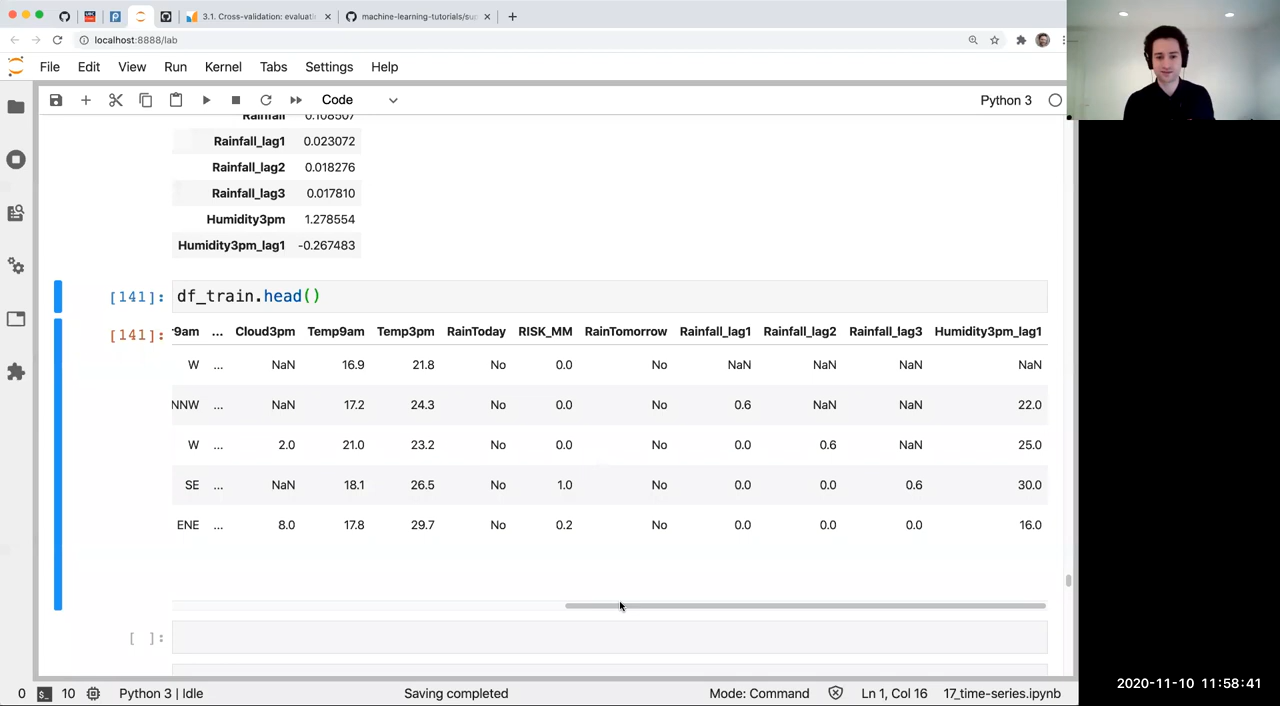 3.1. Cross-validation: evaluati
machine-learning-tutorials/su
localhost:8888/lab
File Edit View Run Kernel Tabs Settings Help
Code
Python 3
Rainfall 0.108507
Rainfall_lag1 0.023072
Rainfall_lag2 0.018276
Rainfall_lag3 0.017810
Humidity3pm 1.278554
Humidity3pm_lag1 -0.267483
[141]: df_train.head()
[141]: r9am ... Cloud3pm Temp9am Temp3pm RainToday RISK_MM RainTomorrow Rainfall_lag1 Rainfall_lag2 Rainfall_lag3 Humidity3pm_lag1
W ... NaN 16.9 21.8 No 0.0 No NaN NaN NaN NaN
NNW ... NaN 17.2 24.3 No 0.0 No 0.6 NaN NaN 22.0
W ... 2.0 21.0 23.2 No 0.0 No 0.0 0.6 NaN 25.0
SE ... NaN 18.1 26.5 No 1.0 No 0.0 0.0 0.6 30.0
ENE ... 8.0 17.8 29.7 No 0.2 No 0.0 0.0 0.0 16.0
[ ]:
0 10 Python 3 | Idle Saving completed Mode: Command Ln 1, Col 16 17_time-series.ipynb
2020-11-10 11:58:41